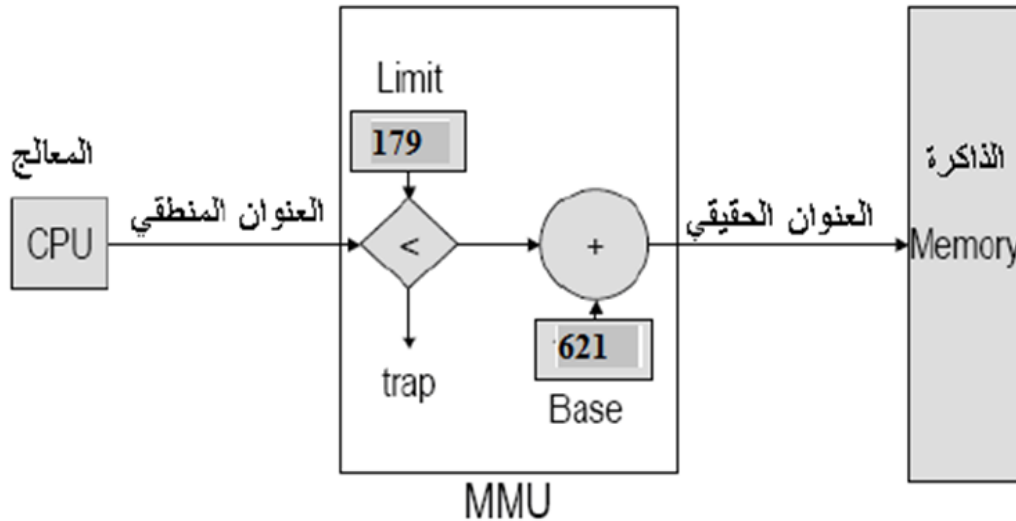 Limit
179
المعالج
CPU
العنوان المنطقي
<
trap
+
621
Base
العنوان الحقيقي
الذاكرة
Memory
MMU